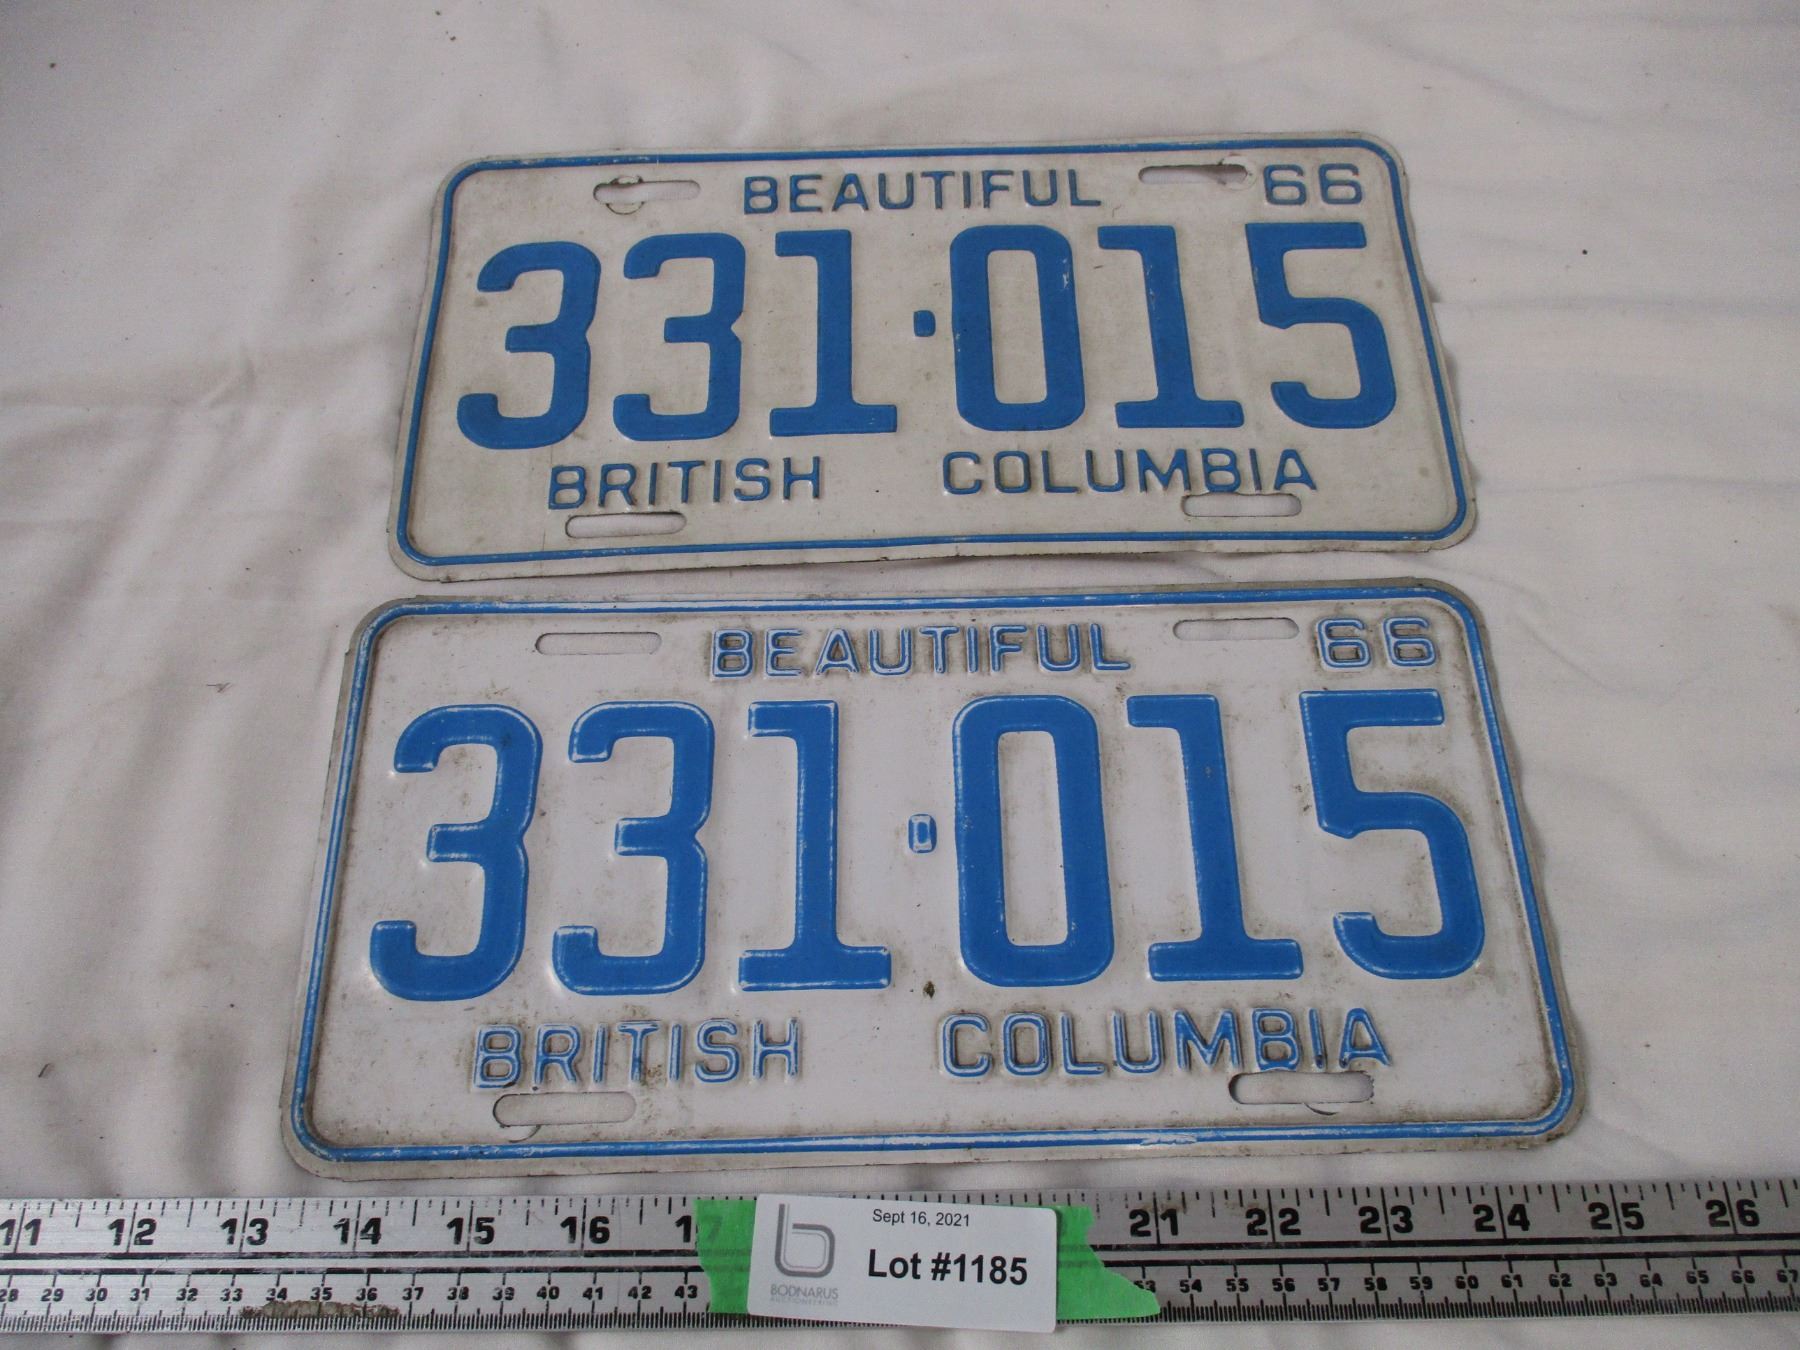 BEAUTIFUL 66
331·015
BRITISH COLUMBIA
BEAUTIFUL 66
331·015
BRITISH COLUMBIA
11 12 13 14 15 16 17 21 22 23 24 25 26
Sept 16, 2021
Lot #1185
BODNARUS
AUCTIONEERING
28 29 30 31 32 33 34 35 36 37 38 39 40 41 42 43 53 54 55 56 57 58 59 60 61 62 63 64 65 66 67